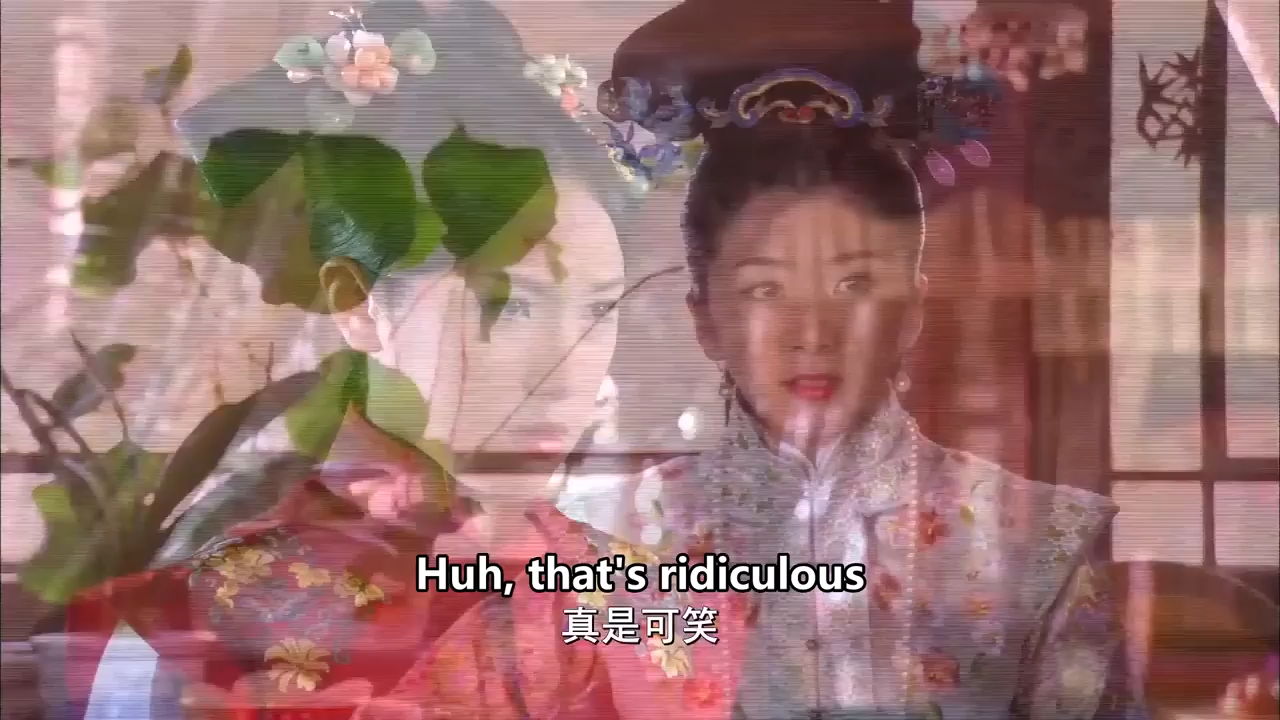 Huh, that's ridiculous
真是可笑